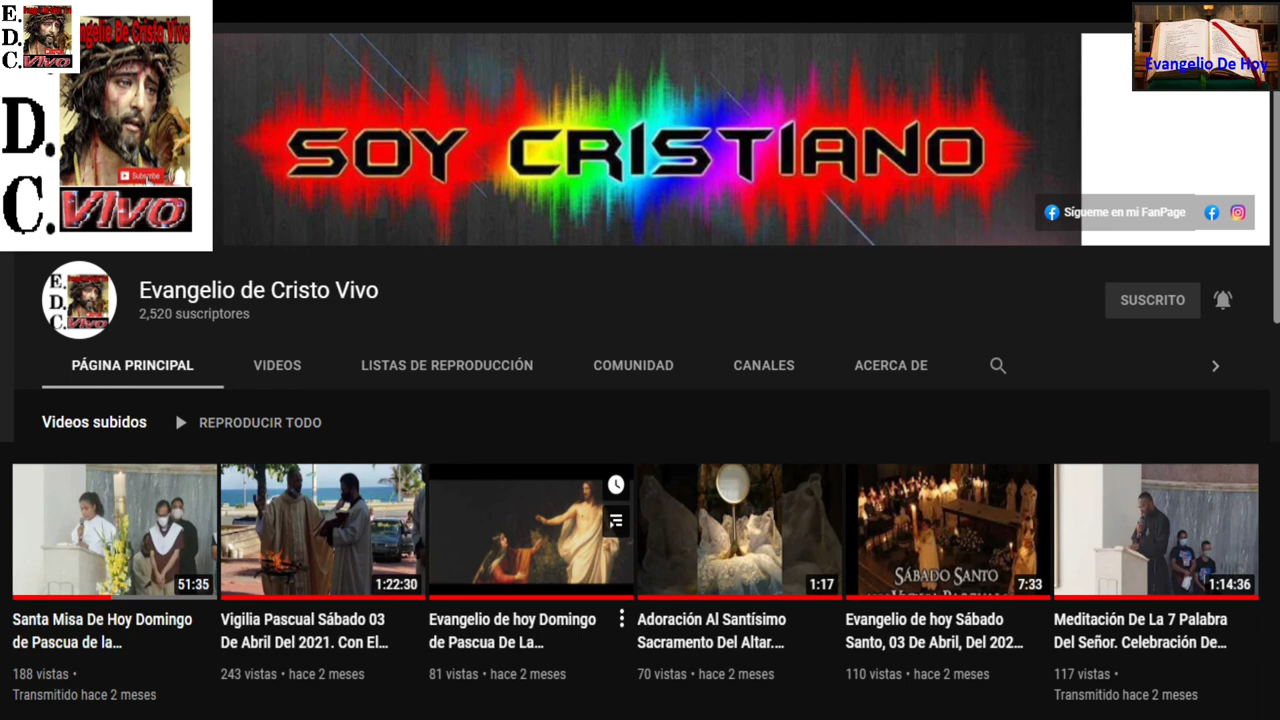 E.
D.
C.
Vivo
Evangelio De Cristo Vivo
D.
C.
Subscribe
Vivo
SOY CRISTIANO
Evangelio De Hoy
Sígueme en mi FanPage
E.
D.
C.
Vivo
Evangelio de Cristo Vivo
2,520 suscriptores
SUSCRITO
PÁGINA PRINCIPAL
VIDEOS
LISTAS DE REPRODUCCIÓN
COMUNIDAD
CANALES
ACERCA DE
Videos subidos
REPRODUCIR TODO
51:35
1:22:30
1:17
SÁBADO SANTO
7:33
1:14:36
Santa Misa De Hoy Domingo
de Pascua de la...
188 vistas •
Transmitido hace 2 meses
Vigilia Pascual Sábado 03
De Abril Del 2021. Con El...
243 vistas • hace 2 meses
Evangelio de hoy Domingo
de Pascua De La...
81 vistas • hace 2 meses
Adoración Al Santísimo
Sacramento Del Altar....
70 vistas • hace 2 meses
Evangelio de hoy Sábado
Santo, 03 De Abril, Del 202...
110 vistas • hace 2 meses
Meditación De La 7 Palabra
Del Señor. Celebración De...
117 vistas •
Transmitido hace 2 meses